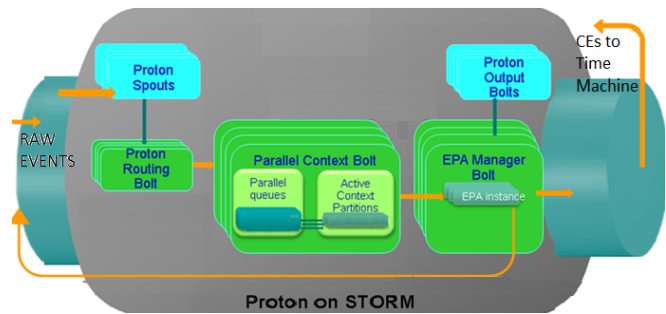 CEs to
Time
Machine
Proton
Spouts
Proton
Output
Bolts
RAW
EVENTS
Proton
Routing
Bolt
Parallel Context Bolt
Parallel
queues
Active
Context
Partitions
EPA Manager
Bolt
EPA instance
Proton on STORM